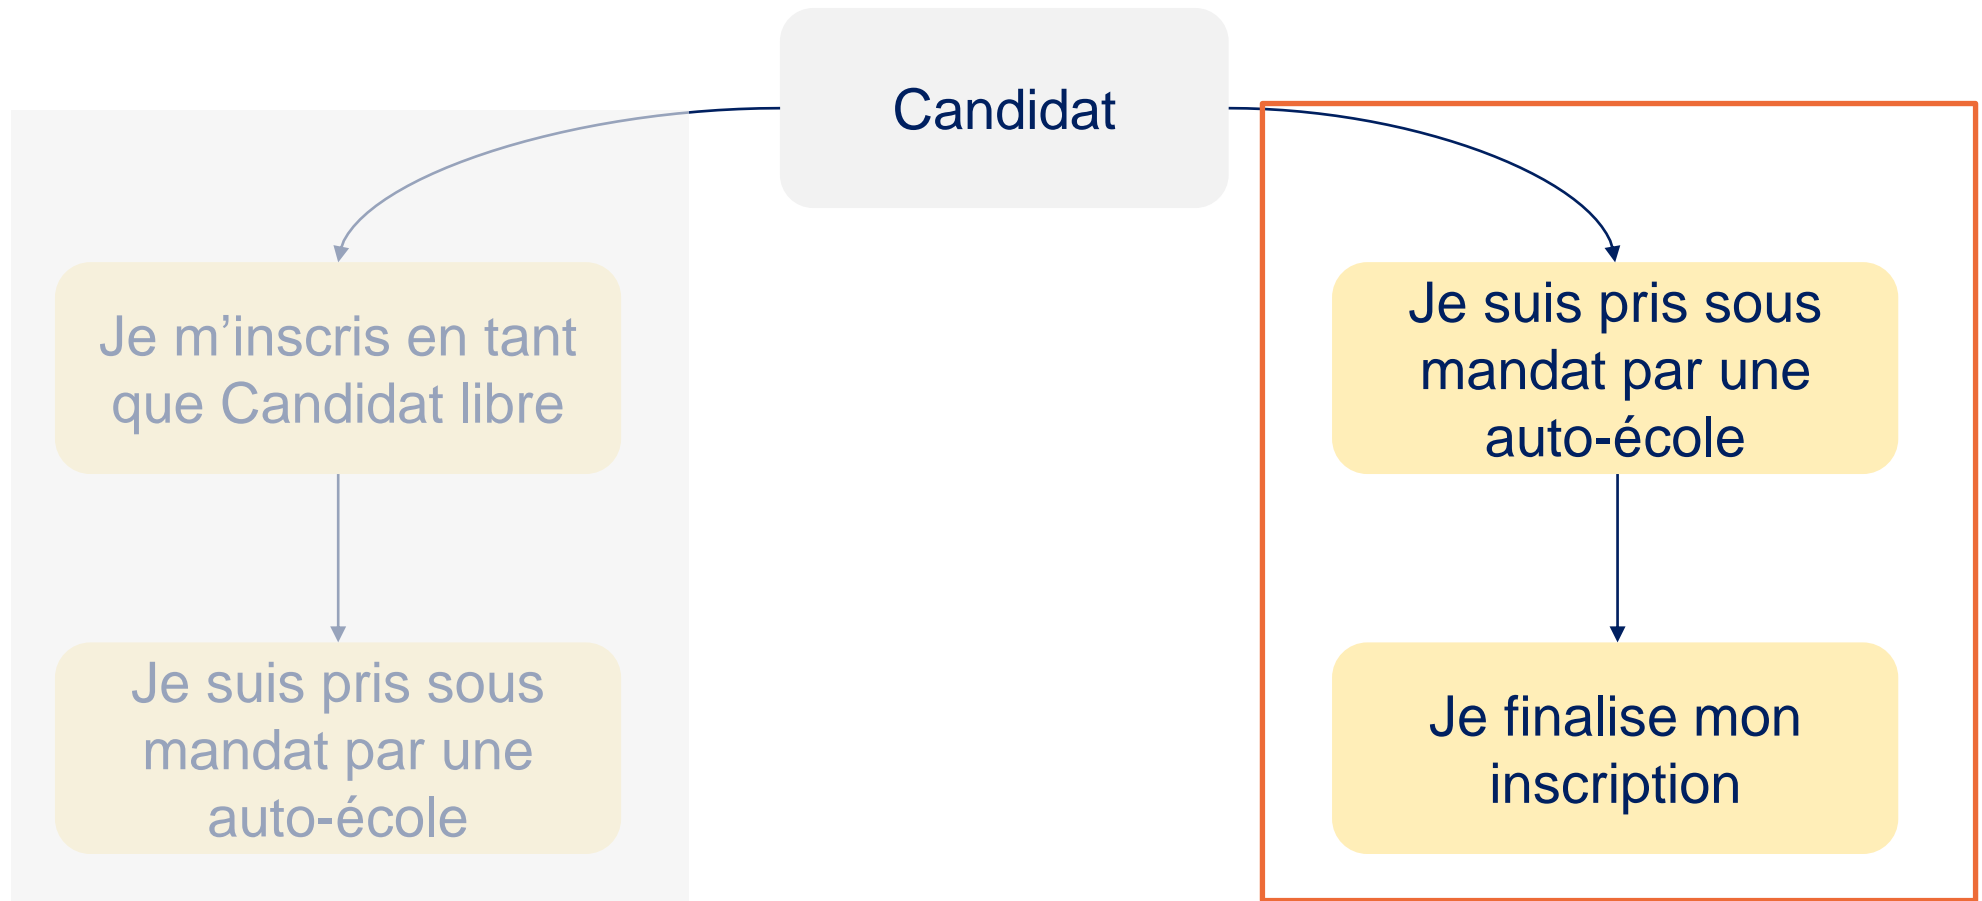 Candidat
Je m’inscris en tant
que Candidat libre
Je suis pris sous
mandat par une
auto-école
Je suis pris sous
mandat par une
auto-école
Je finalise mon
inscription